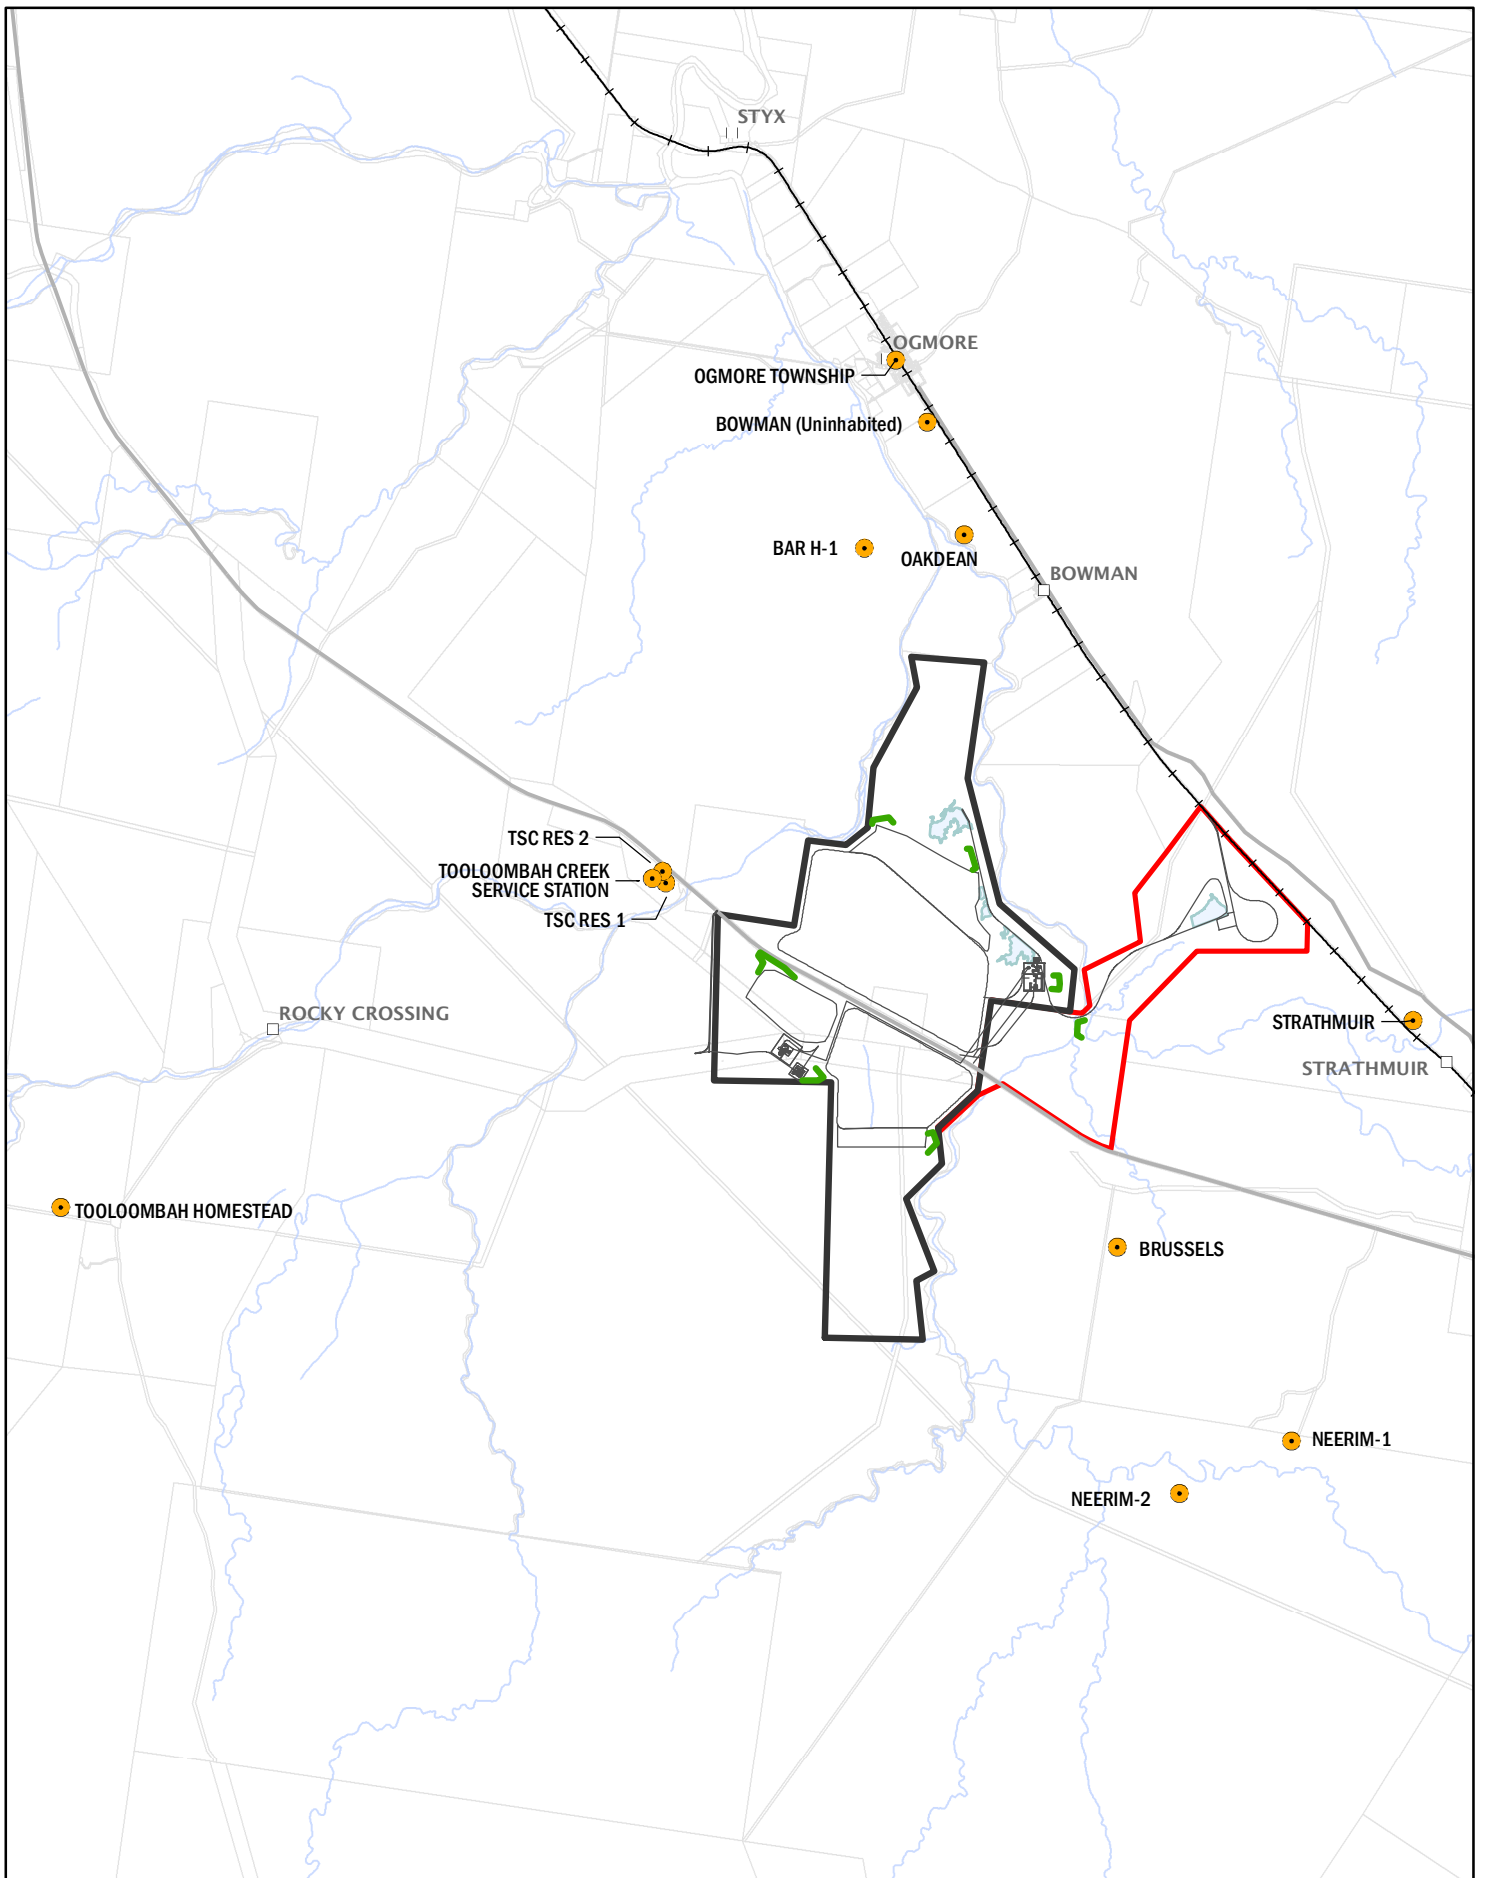 STYX
OGMORE
OGMORE TOWNSHIP
BOWMAN (Uninhabited)
BAR H-1
OAKDEAN
BOWMAN
TSC RES 2
TOOLOOMBAH CREEK
SERVICE STATION
TSC RES 1
ROCKY CROSSING
STRATHMUIR
STRATHMUIR
TOOLOOMBAH HOMESTEAD
BRUSSELS
NEERIM-1
NEERIM-2